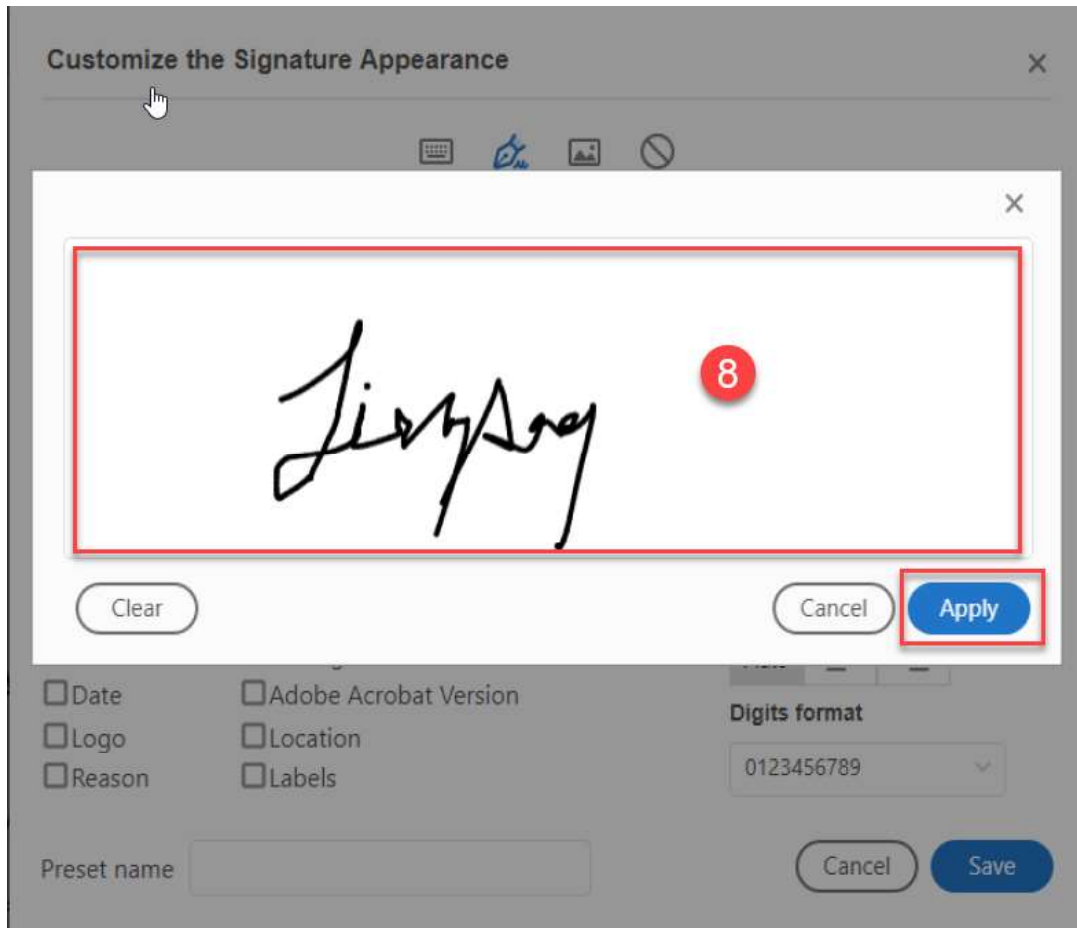 Customize the Signature Appearance
8
Clear
Cancel
Apply
Date
Adobe Acrobat Version
Digits format
Logo
Location
0123456789
Reason
Labels
Preset name
Cancel
Save